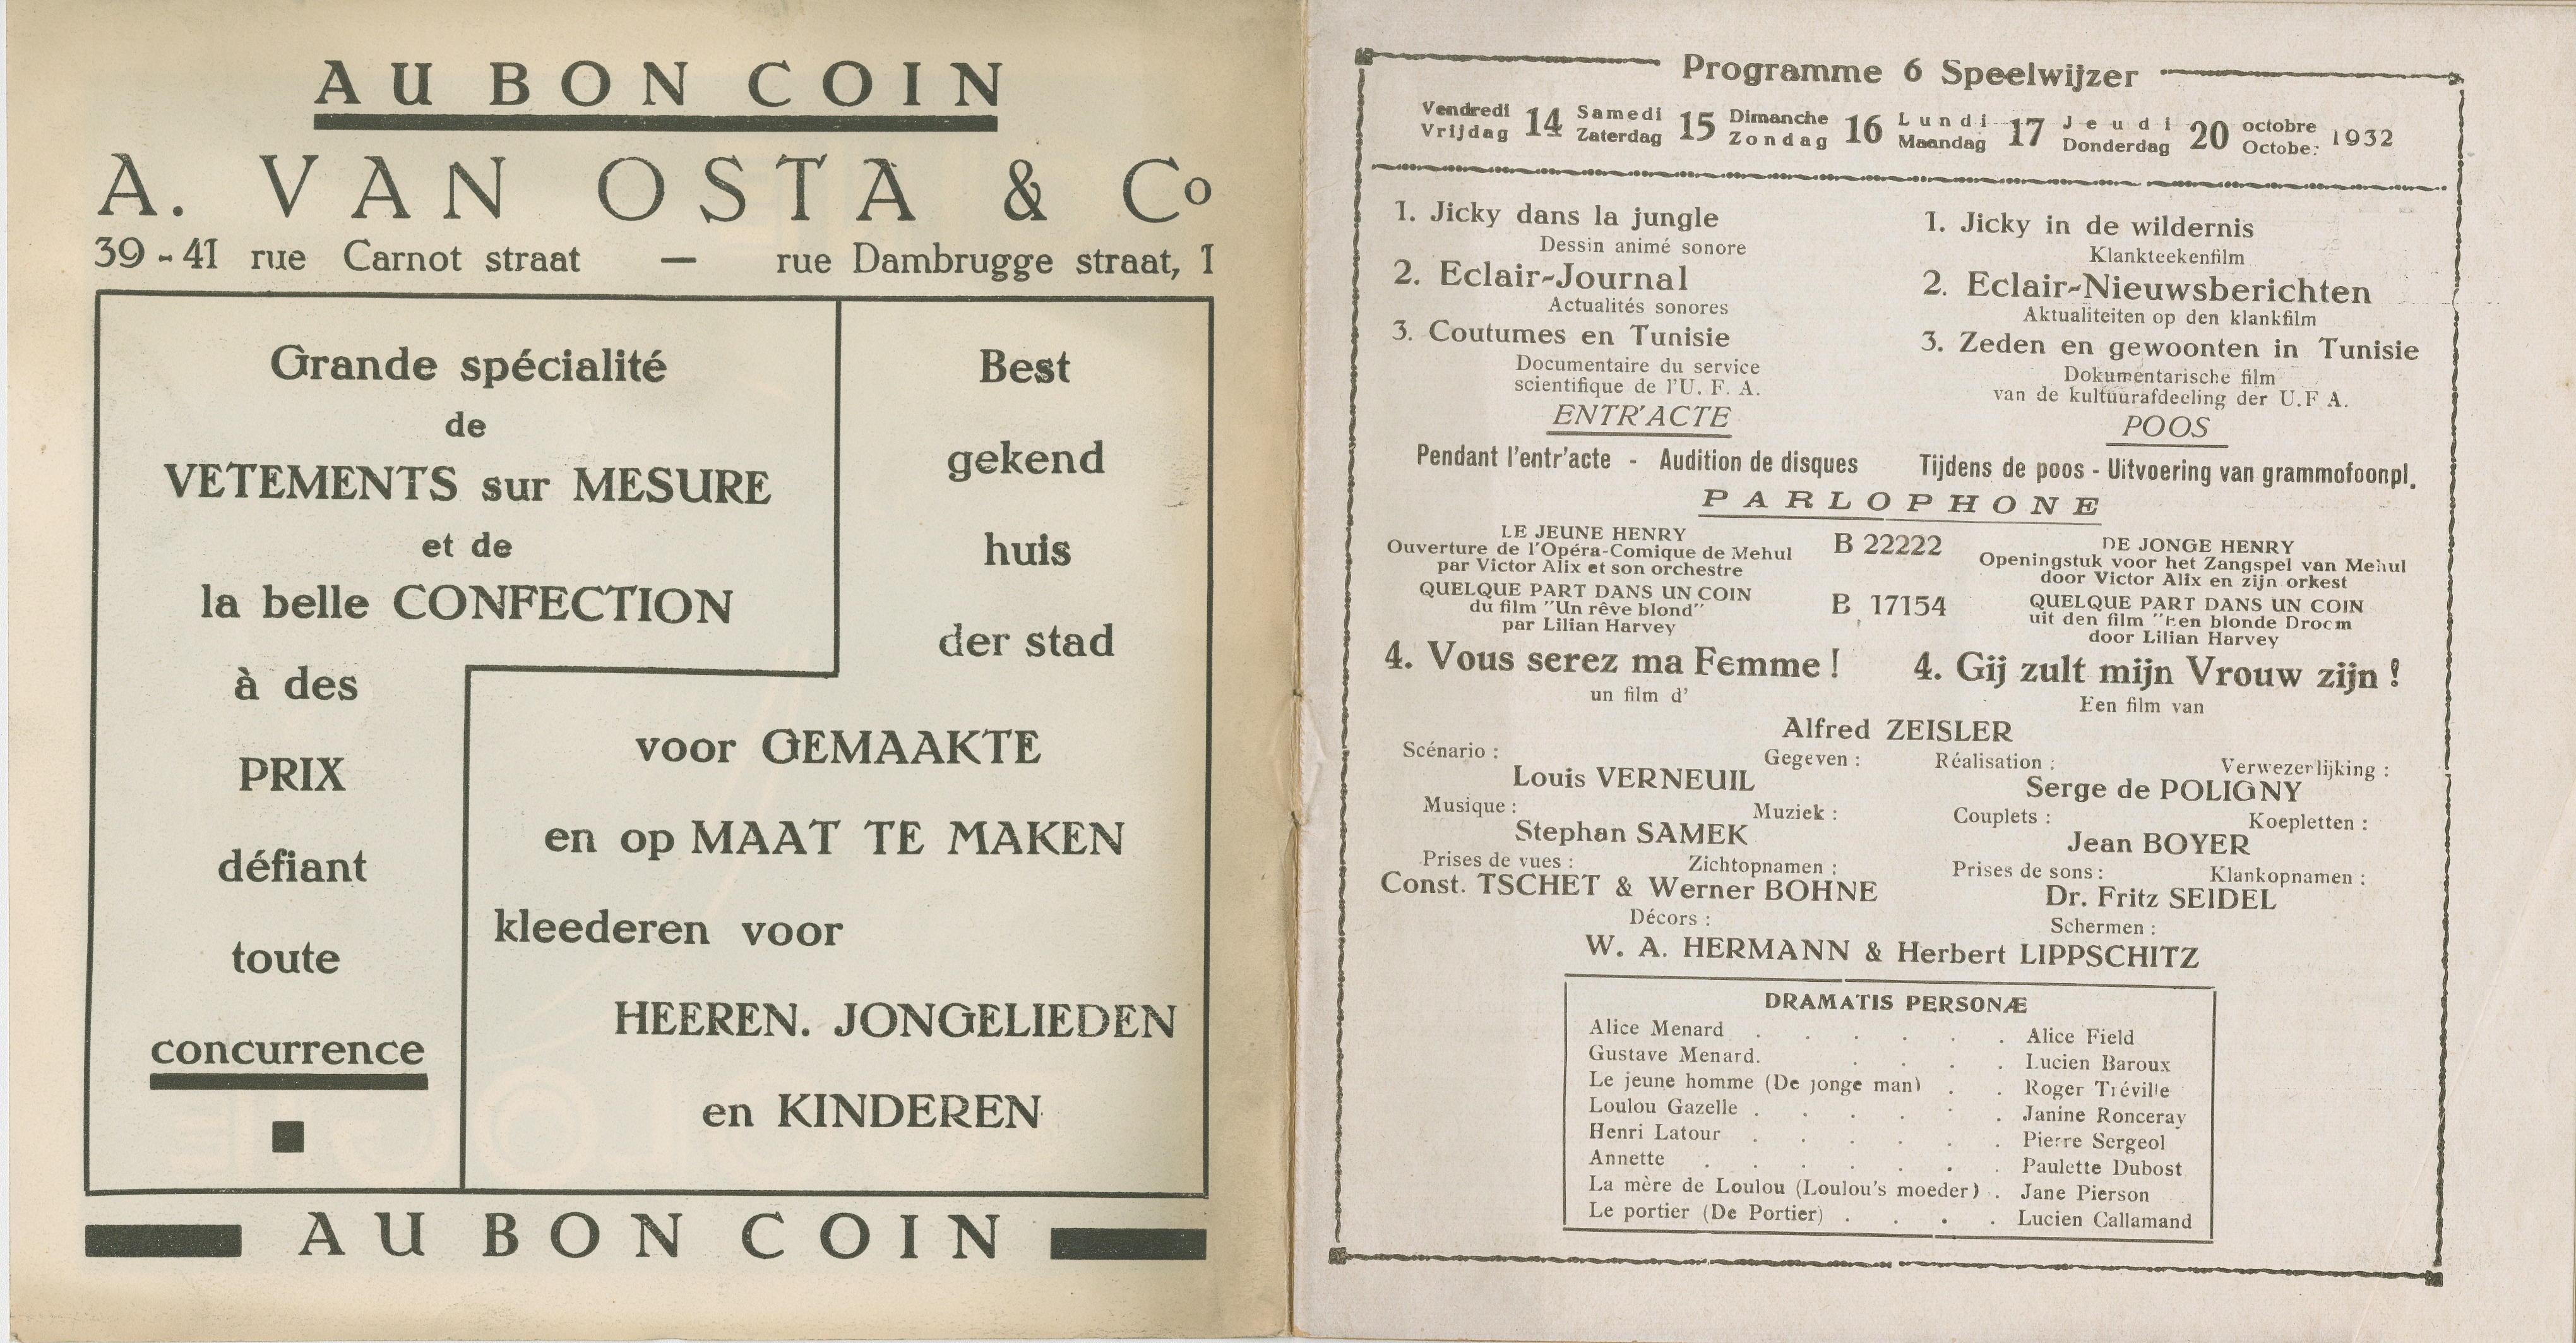 AU BON COIN
A. VAN OSTA & Co
39-41 rue Carnot straat — rue Dambrugge straat, 1
Grande spécialité
de
VETEMENTS sur MESURE
et de
la belle CONFECTION
à des
PRIX
défiant
toute
concurrence
Best
gekend
huis
der stad
voor GEMAAKTE
en op MAAT TE MAKEN
kleederen voor
HEEREN. JONGELIEDEN
en KINDEREN
AU BON COIN
Programme 6 Speelwijzer
Vendredi 14 Samedi 15 Dimanche 16 Lundi 17 Jeudi 20 octobre 1932
Vrijdag Zaterdag Zondag Maandag Donderdag Octobe:
1. Jicky dans la jungle
Dessin animé sonore
2. Eclair-Journal
Actualités sonores
3. Coutumes en Tunisie
Documentaire du service
scientifique de l'U. F. A.
ENTR'ACTE
Pendant l'entr'acte - Audition de disques
1. Jicky in de wildernis
Klankteekenfilm
2. Eclair-Nieuwsberichten
Aktualiteiten op den klankfilm
3. Zeden en gewoonten in Tunisie
Dokumentarische film
van de kultuurafdeeling der U.F A.
POOS
Tijdens de poos - Uitvoering van grammofoonpl.
PARLOPHONE
LE JEUNE HENRY
Ouverture de l'Opéra-Comique de Mehul
par Victor Alix et son orchestre
B 22222
DE JONGE HENRY
Openingstuk voor het Zangspel van Mehul
door Victor Alix en zijn orkest
QUELQUE PART DANS UN COIN
du film "Un rêve blond"
par Lilian Harvey
B 17154
QUELQUE PART DANS UN COIN
uit den film "Een blonde Droom
door Lilian Harvey
4. Vous serez ma Femme !
un film d'
4. Gij zult mijn Vrouw zijn !
Een film van
Alfred ZEISLER
Scénario : Gegeven :
Louis VERNEUIL
Réalisation : Verwezerlijking :
Serge de POLIGNY
Musique : Muziek :
Stephan SAMEK
Couplets : Koepletten :
Jean BOYER
Prises de vues : Zichtopnamen :
Const. TSCHET & Werner BOHNE
Prises de sons : Klankopnamen :
Dr. Fritz SEIDEL
Décors : Schermen :
W. A. HERMANN & Herbert LIPPSCHITZ
DRAMATIS PERSONÆ
Alice Menard . . . . . . Alice Field
Gustave Menard. . . . Lucien Baroux
Le jeune homme (De jonge man) . . Roger Tréville
Loulou Gazelle . . . . . . Janine Ronceray
Henri Latour . . . . . . Pierre Sergeol
Annette . . . . . . . Paulette Dubost
La mère de Loulou (Loulou's moeder) . Jane Pierson
Le portier (De Portier) . . . . Lucien Callamand